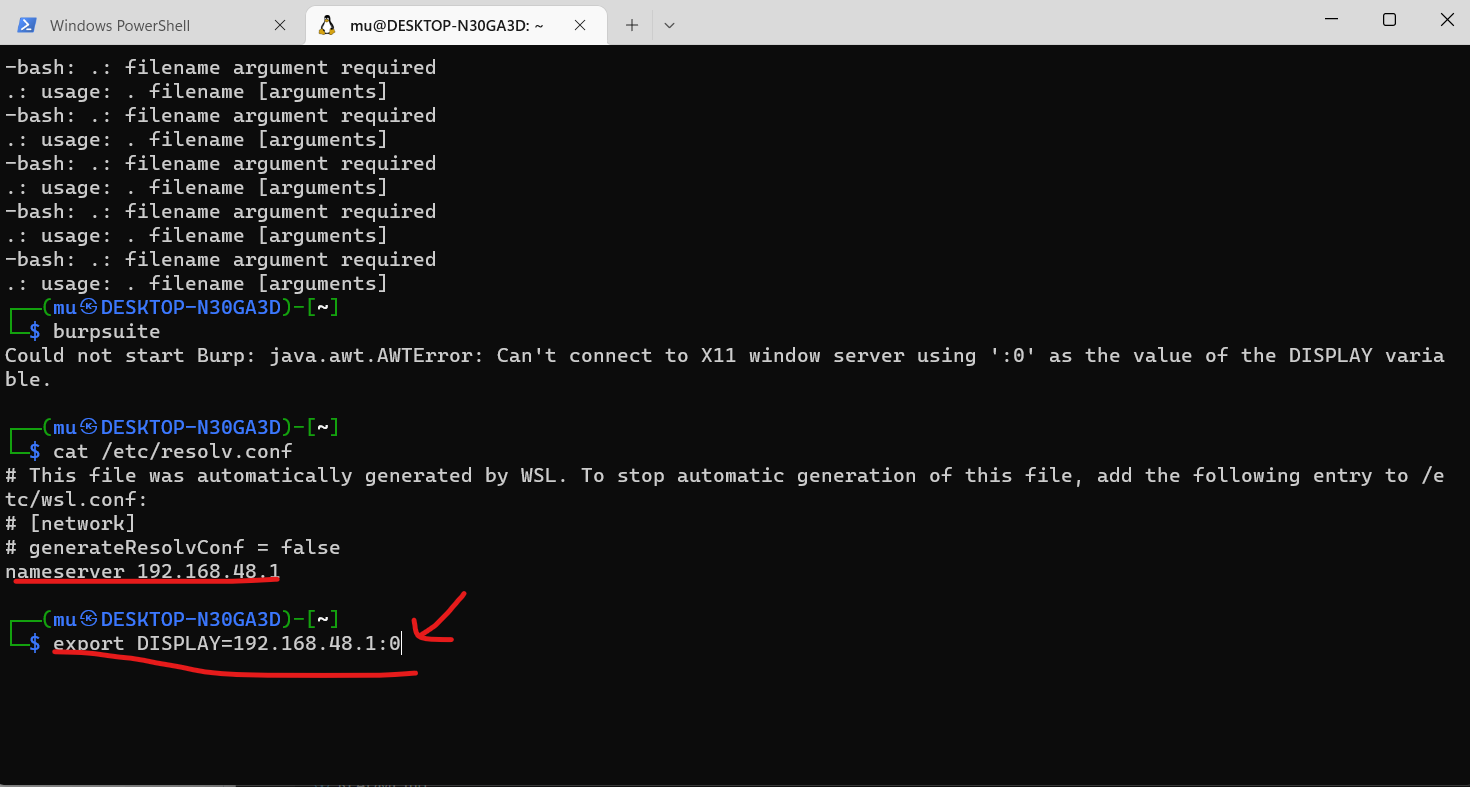 Windows PowerShell
mu@DESKTOP-N30GA3D: ~
-bash: .: filename argument required
.: usage: . filename [arguments]
-bash: .: filename argument required
.: usage: . filename [arguments]
-bash: .: filename argument required
.: usage: . filename [arguments]
-bash: .: filename argument required
.: usage: . filename [arguments]
-bash: .: filename argument required
.: usage: . filename [arguments]
┌──(mu㉿DESKTOP-N30GA3D)-[~]
└─$ burpsuite
Could not start Burp: java.awt.AWTError: Can't connect to X11 window server using ':0' as the value of the DISPLAY varia
ble.
┌──(mu㉿DESKTOP-N30GA3D)-[~]
└─$ cat /etc/resolv.conf
# This file was automatically generated by WSL. To stop automatic generation of this file, add the following entry to /e
tc/wsl.conf:
# [network]
# generateResolvConf = false
nameserver 192.168.48.1
┌──(mu㉿DESKTOP-N30GA3D)-[~]
└─$ export DISPLAY=192.168.48.1:0